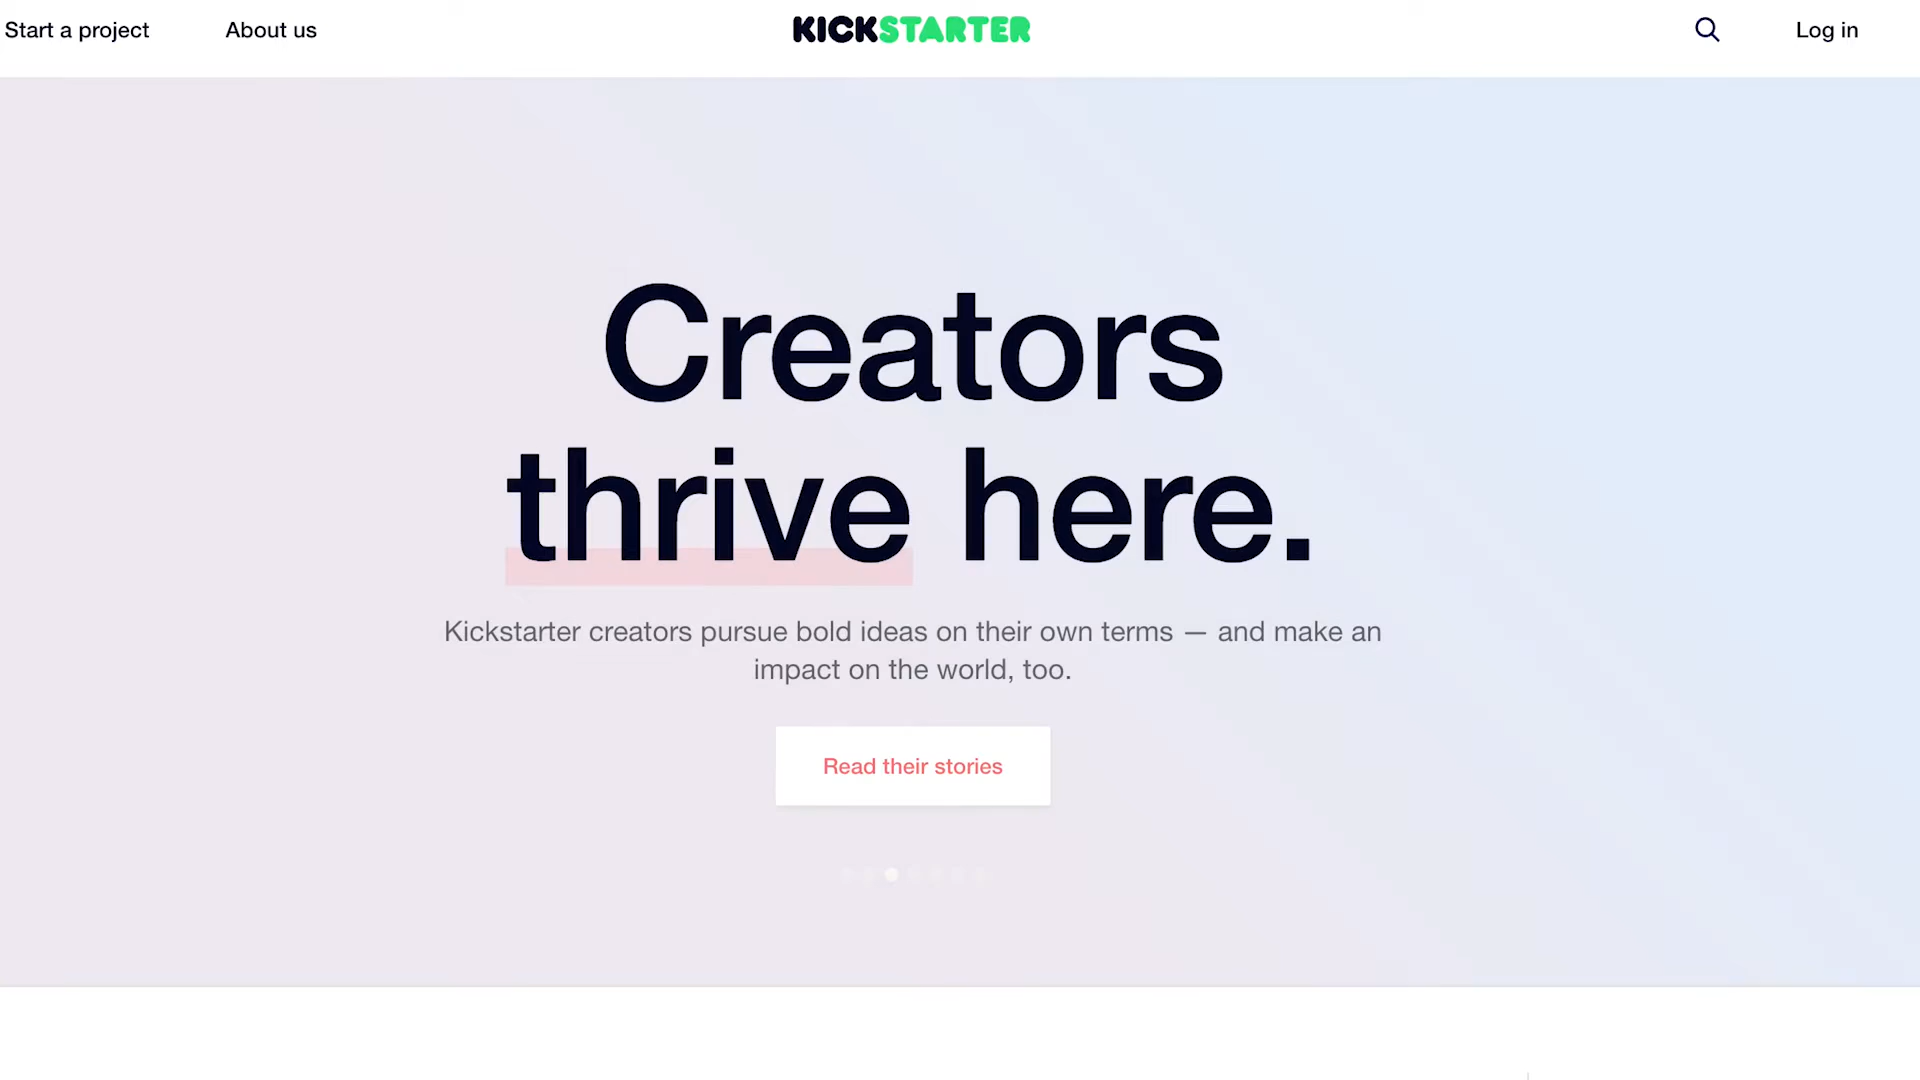 Start a project
About us
KICKSTARTER
Log in
Creators
thrive here.
Kickstarter creators pursue bold ideas on their own terms — and make an
impact on the world, too.
Read their stories